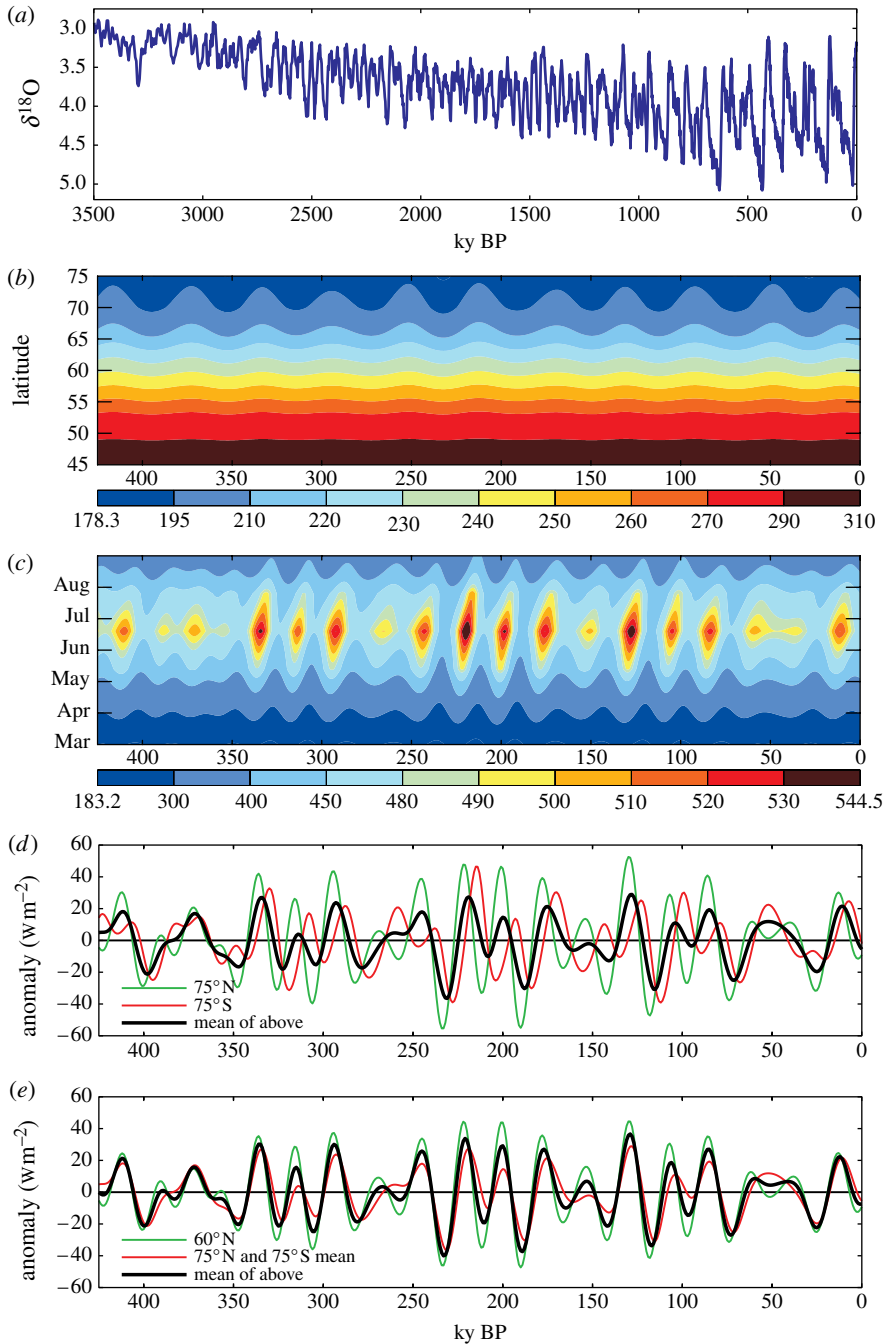 (a)
3.0
3.5
4.0
4.5
5.0
δ18O
3500 3000 2500 2000 1500 1000 500 0
ky BP
(b)
75
70
65
60
55
50
45
latitude
400 350 300 250 200 150 100 50 0
178.3 195 210 220 230 240 250 260 270 290 310
(c)
Aug
Jul
Jun
May
Apr
Mar
400 350 300 250 200 150 100 50 0
183.2 300 400 450 480 490 500 510 520 530 544.5
(d)
60
40
20
0
−20
−40
−60
anomaly (W m−2)
75°N
75°S
mean of above
400 350 300 250 200 150 100 50 0
(e)
60
40
20
0
−20
−40
−60
anomaly (W m−2)
60°N
75°N and 75°S mean
mean of above
400 350 300 250 200 150 100 50 0
ky BP